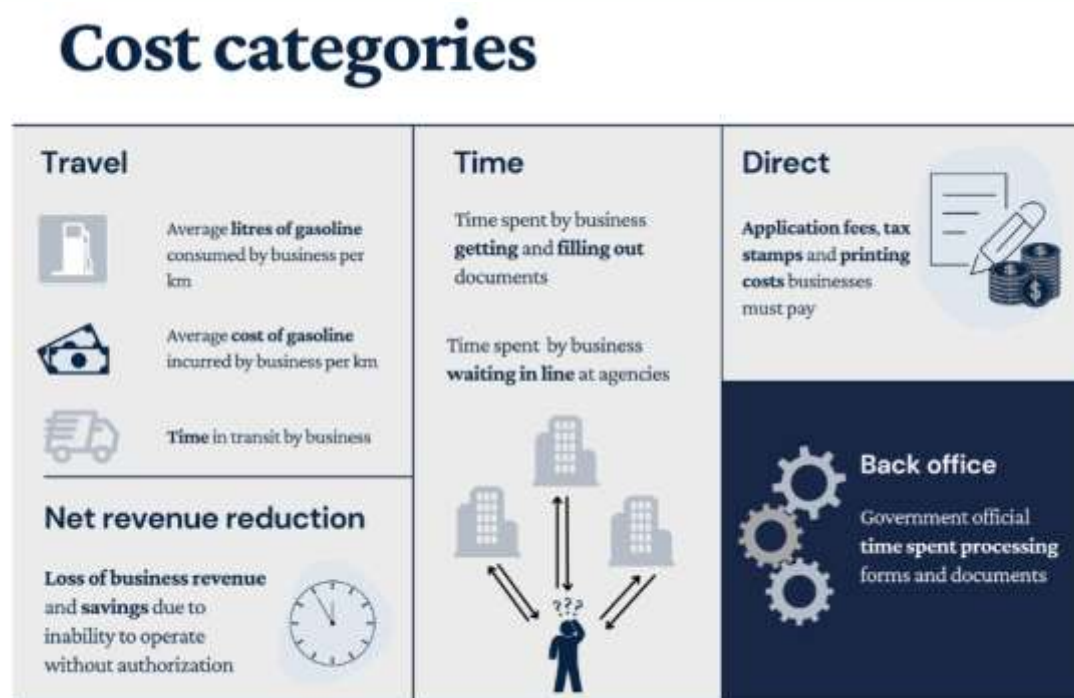 Cost categories
Travel
Average litres of gasoline
consumed by business per
km
Average cost of gasoline
incurred by business per km
Time in transit by business
Net revenue reduction
Loss of business revenue
and savings due to
inability to operate
without authorization
Time
Time spent by business
getting and filling out
documents
Time spent by business
waiting in line at agencies
???
Direct
Application fees, tax
stamps and printing
costs businesses
must pay
$
$
$
Back office
Government official
time spent processing
forms and documents